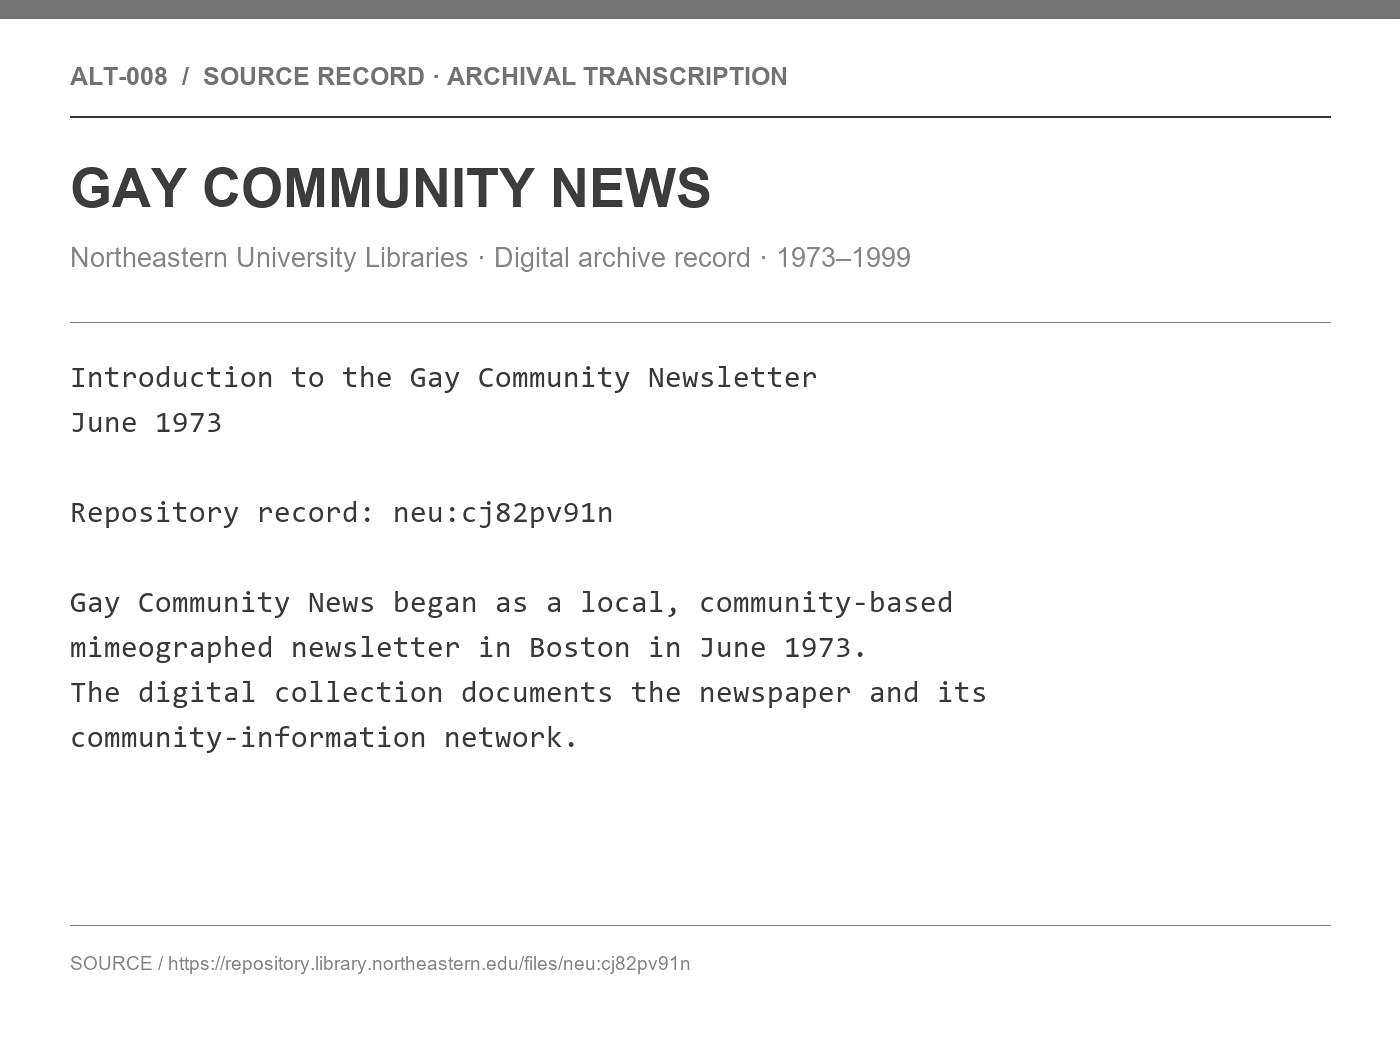 ALT-008 / SOURCE RECORD · ARCHIVAL TRANSCRIPTION
GAY COMMUNITY NEWS
Northeastern University Libraries · Digital archive record · 1973–1999
Introduction to the Gay Community Newsletter
June 1973
Repository record: neu:cj82pv91n
Gay Community News began as a local, community-based
mimeographed newsletter in Boston in June 1973.
The digital collection documents the newspaper and its
community-information network.
SOURCE / https://repository.library.northeastern.edu/files/neu:cj82pv91n